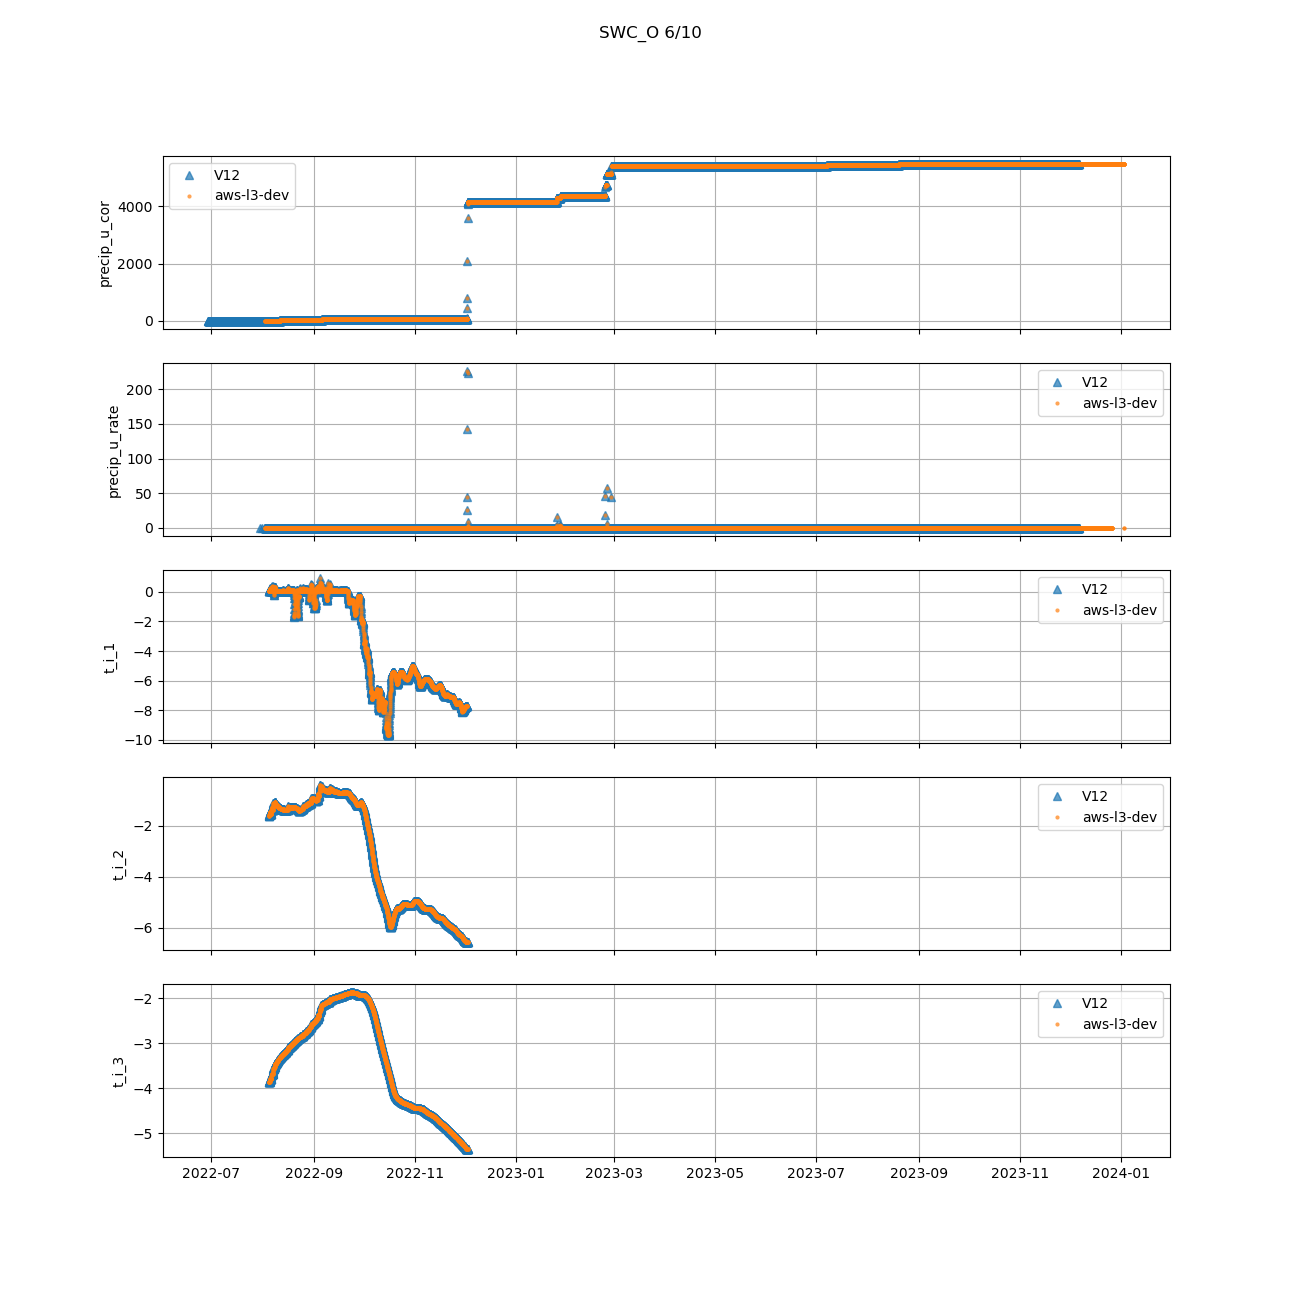 SWC_O 6/10
V12
aws-l3-dev
precip_u_cor
4000
2000
0
V12
aws-l3-dev
precip_u_rate
200
150
100
50
0
V12
aws-l3-dev
t_i_1
0
−2
−4
−6
−8
−10
V12
aws-l3-dev
t_i_2
−2
−4
−6
V12
aws-l3-dev
t_i_3
−2
−3
−4
−5
2022-07 2022-09 2022-11 2023-01 2023-03 2023-05 2023-07 2023-09 2023-11 2024-01